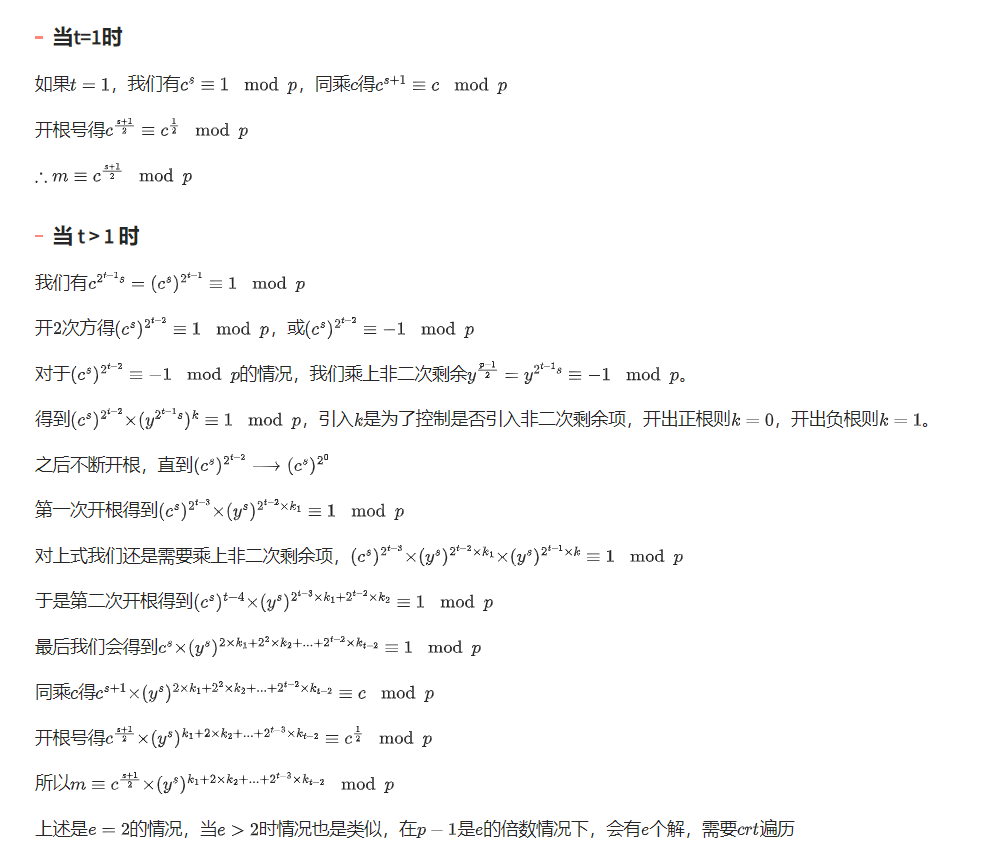 – 当t=1时
如果$t = 1$，我们有$c^s \equiv 1 \mod p$，同乘$c$得$c^{s+1} \equiv c \mod p$
开根号得$c^{\frac{s+1}{2}} \equiv c^{\frac{1}{2}} \mod p$
$\therefore m \equiv c^{\frac{s+1}{2}} \mod p$
– 当 t > 1 时
我们有$c^{2^{t-1}s} = (c^s)^{2^{t-1}} \equiv 1 \mod p$
开2次方得$(c^s)^{2^{t-2}} \equiv 1 \mod p$，或$(c^s)^{2^{t-2}} \equiv -1 \mod p$
对于$(c^s)^{2^{t-2}} \equiv -1 \mod p$的情况，我们乘上非二次剩余$y^{\frac{p-1}{2}} = y^{2^{t-1}s} \equiv -1 \mod p$。
得到$(c^s)^{2^{t-2}} \times (y^{2^{t-1}s})^k \equiv 1 \mod p$，引入$k$是为了控制是否引入非二次剩余项，开出正根则$k = 0$，开出负根则$k = 1$。
之后不断开根，直到$(c^s)^{2^{t-2}} \longrightarrow (c^s)^{2^0}$
第一次开根得到$(c^s)^{2^{t-3}} \times (y^s)^{2^{t-2} \times k_1} \equiv 1 \mod p$
对上式我们还是需要乘上非二次剩余项，$(c^s)^{2^{t-3}} \times (y^s)^{2^{t-2} \times k_1} \times (y^s)^{2^{t-1} \times k} \equiv 1 \mod p$
于是第二次开根得到$(c^s)^{t-4} \times (y^s)^{2^{t-3} \times k_1 + 2^{t-2} \times k_2} \equiv 1 \mod p$
最后我们会得到$c^s \times (y^s)^{2 \times k_1 + 2^2 \times k_2 + \ldots + 2^{t-2} \times k_{t-2}} \equiv 1 \mod p$
同乘$c$得$c^{s+1} \times (y^s)^{2 \times k_1 + 2^2 \times k_2 + \ldots + 2^{t-2} \times k_{t-2}} \equiv c \mod p$
开根号得$c^{\frac{s+1}{2}} \times (y^s)^{k_1 + 2 \times k_2 + \ldots + 2^{t-3} \times k_{t-2}} \equiv c^{\frac{1}{2}} \mod p$
所以$m \equiv c^{\frac{s+1}{2}} \times (y^s)^{k_1 + 2 \times k_2 + \ldots + 2^{t-3} \times k_{t-2}} \mod p$
上述是$e = 2$的情况，当$e > 2$时情况也是类似，在$p - 1$是$e$的倍数情况下，会有$e$个解，需要$crt$遍历